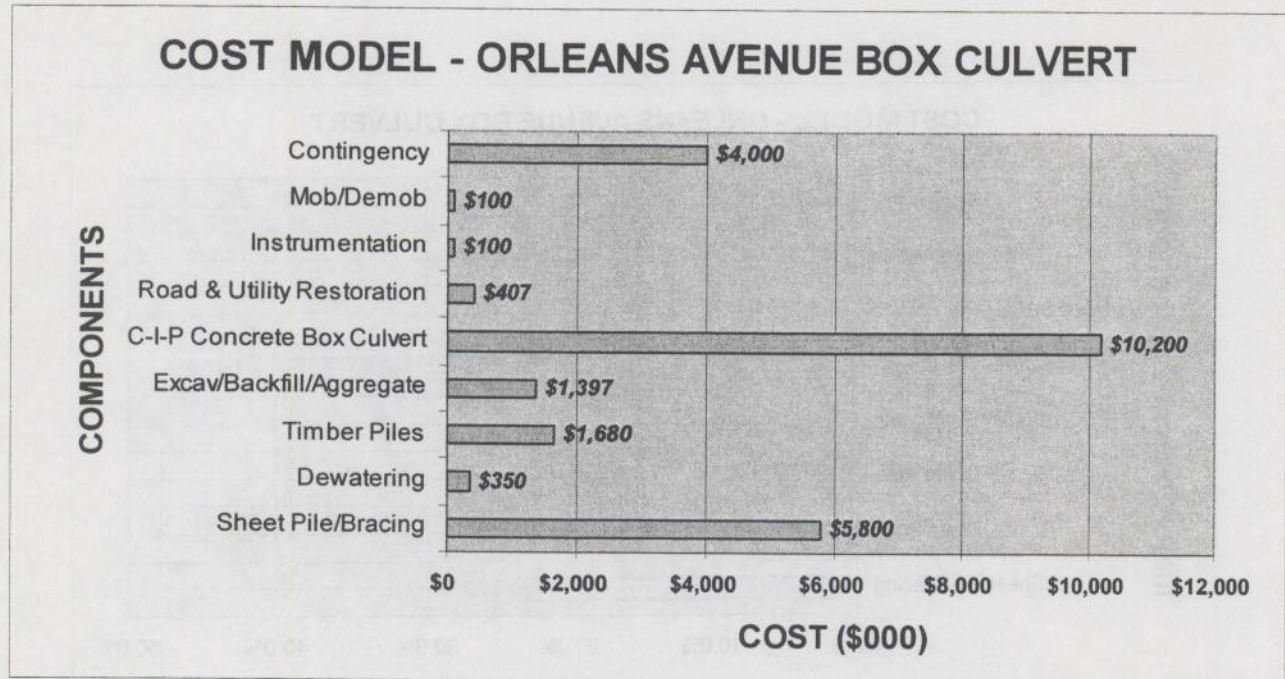 COST MODEL - ORLEANS AVENUE BOX CULVERT
COMPONENTS
Contingency $4,000
Mob/Demob $100
Instrumentation $100
Road & Utility Restoration $407
C-I-P Concrete Box Culvert $10,200
Excav/Backfill/Aggregate $1,397
Timber Piles $1,680
Dewatering $350
Sheet Pile/Bracing $5,800
$0 $2,000 $4,000 $6,000 $8,000 $10,000 $12,000
COST ($000)